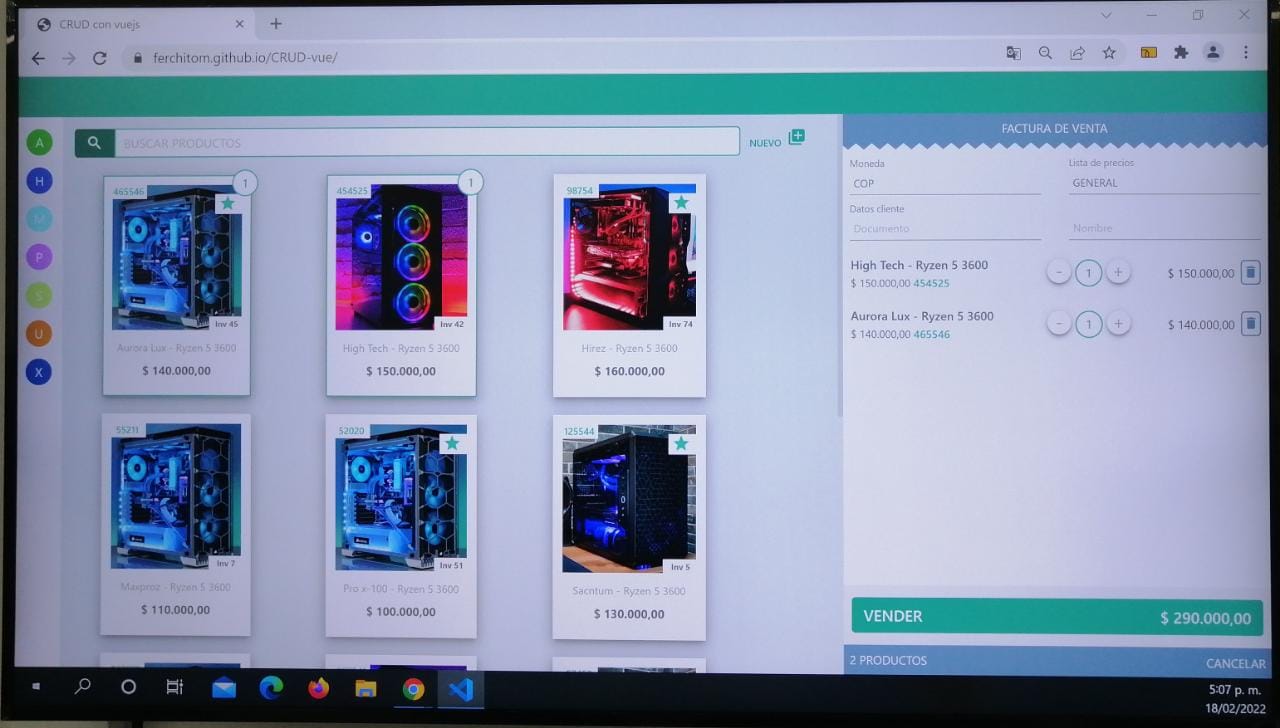 CRUD con vuejs
ferchitom.github.io/CRUD-vue/
A
H
M
P
S
U
X
BUSCAR PRODUCTOS
NUEVO
465546
1
Inv 45
Aurora Lux - Ryzen 5 3600
$ 140.000,00
454525
1
Inv 42
High Tech - Ryzen 5 3600
$ 150.000,00
98754
Inv 74
Hirez - Ryzen 5 3600
$ 160.000,00
55211
Inv 7
Maxproz - Ryzen 5 3600
$ 110.000,00
52020
Inv 51
Pro x-100 - Ryzen 5 3600
$ 100.000,00
125544
Inv 5
Sacntum - Ryzen 5 3600
$ 130.000,00
FACTURA DE VENTA
Moneda
Lista de precios
COP
GENERAL
Datos cliente
Documento
Nombre
High Tech - Ryzen 5 3600
- 1 +
$ 150.000,00
$ 150.000,00 454525
Aurora Lux - Ryzen 5 3600
- 1 +
$ 140.000,00
$ 140.000,00 465546
VENDER
$ 290.000,00
2 PRODUCTOS
CANCELAR
5:07 p. m.
18/02/2022